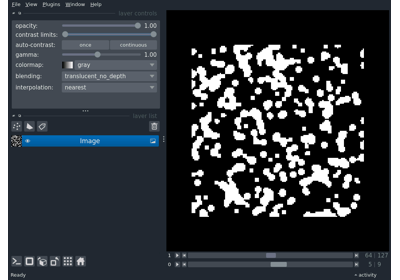 File View Plugins Window Help
layer controls
opacity: 1.00
contrast limits:
auto-contrast: once continuous
gamma: 1.00
colormap: gray
blending: translucent_no_depth
interpolation: nearest
layer list
Image
1 64 127
0 5 9
Ready activity